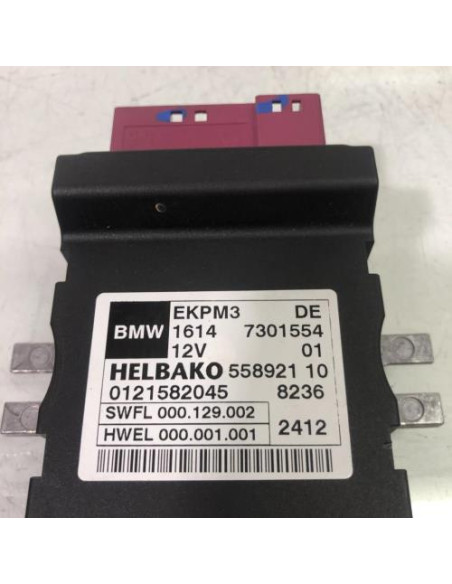 BMW EKPM3 DE
1614 7301554
12V 01
HELBAKO 558921 10
0121582045 8236
SWFL 000.129.002
HWEL 000.001.001 2412